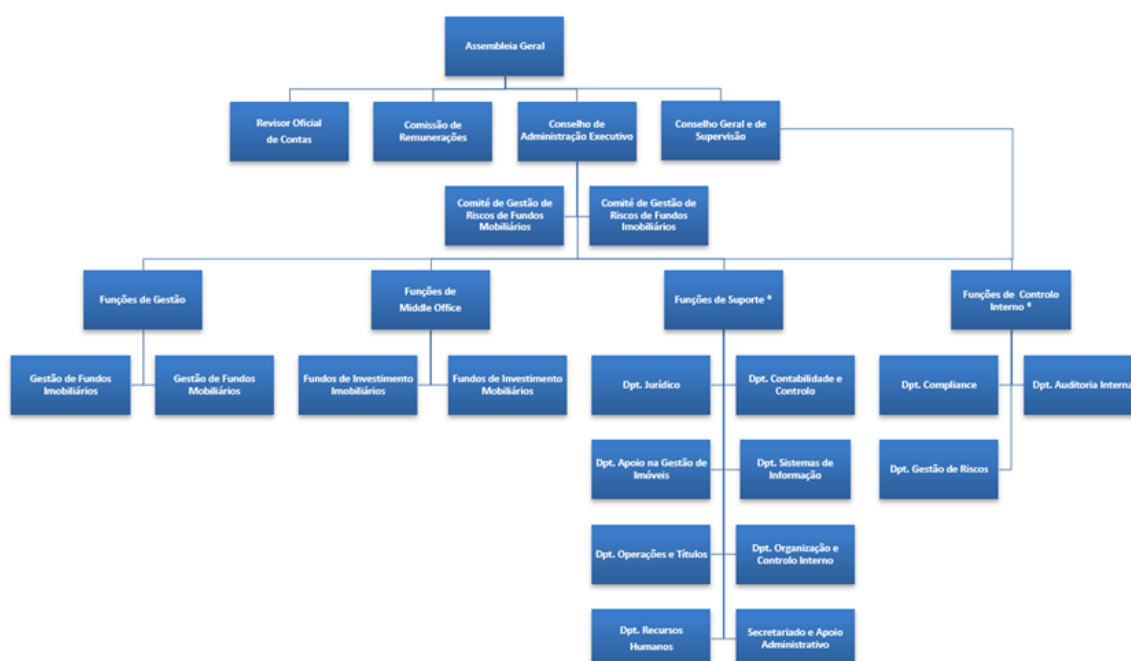 Assembleia Geral
Revisor Oficial
de Contas
Comissão de
Remunerações
Conselho de
Administração Executivo
Conselho Geral e de
Supervisão
Comité de Gestão de
Riscos de Fundos
Mobiliários
Comité de Gestão de
Riscos de Fundos
Imobiliários
Funções de Gestão
Funções de
Middle Office
Funções de Suporte *
Funções de Controlo
Interno *
Gestão de Fundos
Imobiliários
Gestão de Fundos
Mobiliários
Fundos de Investimento
Imobiliários
Fundos de Investimento
Mobiliários
Dpt. Jurídico
Dpt. Contabilidade e
Controlo
Dpt. Compliance
Dpt. Auditoria Interna
Dpt. Apoio na Gestão de
Imóveis
Dpt. Sistemas de
Informação
Dpt. Gestão de Riscos
Dpt. Operações e Títulos
Dpt. Organização e
Controlo Interno
Dpt. Recursos
Humanos
Secretariado e Apoio
Administrativo